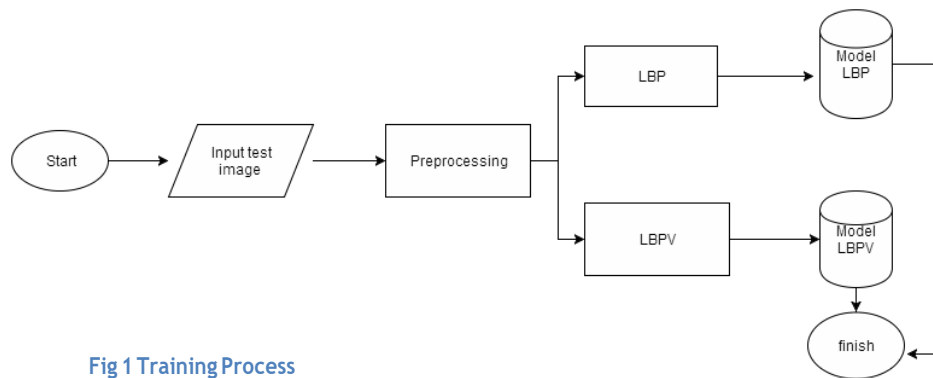 Start
Input test
image
Preprocessing
LBP
Model
LBP
LBPV
Model
LBPV
finish
Fig 1 Training Process